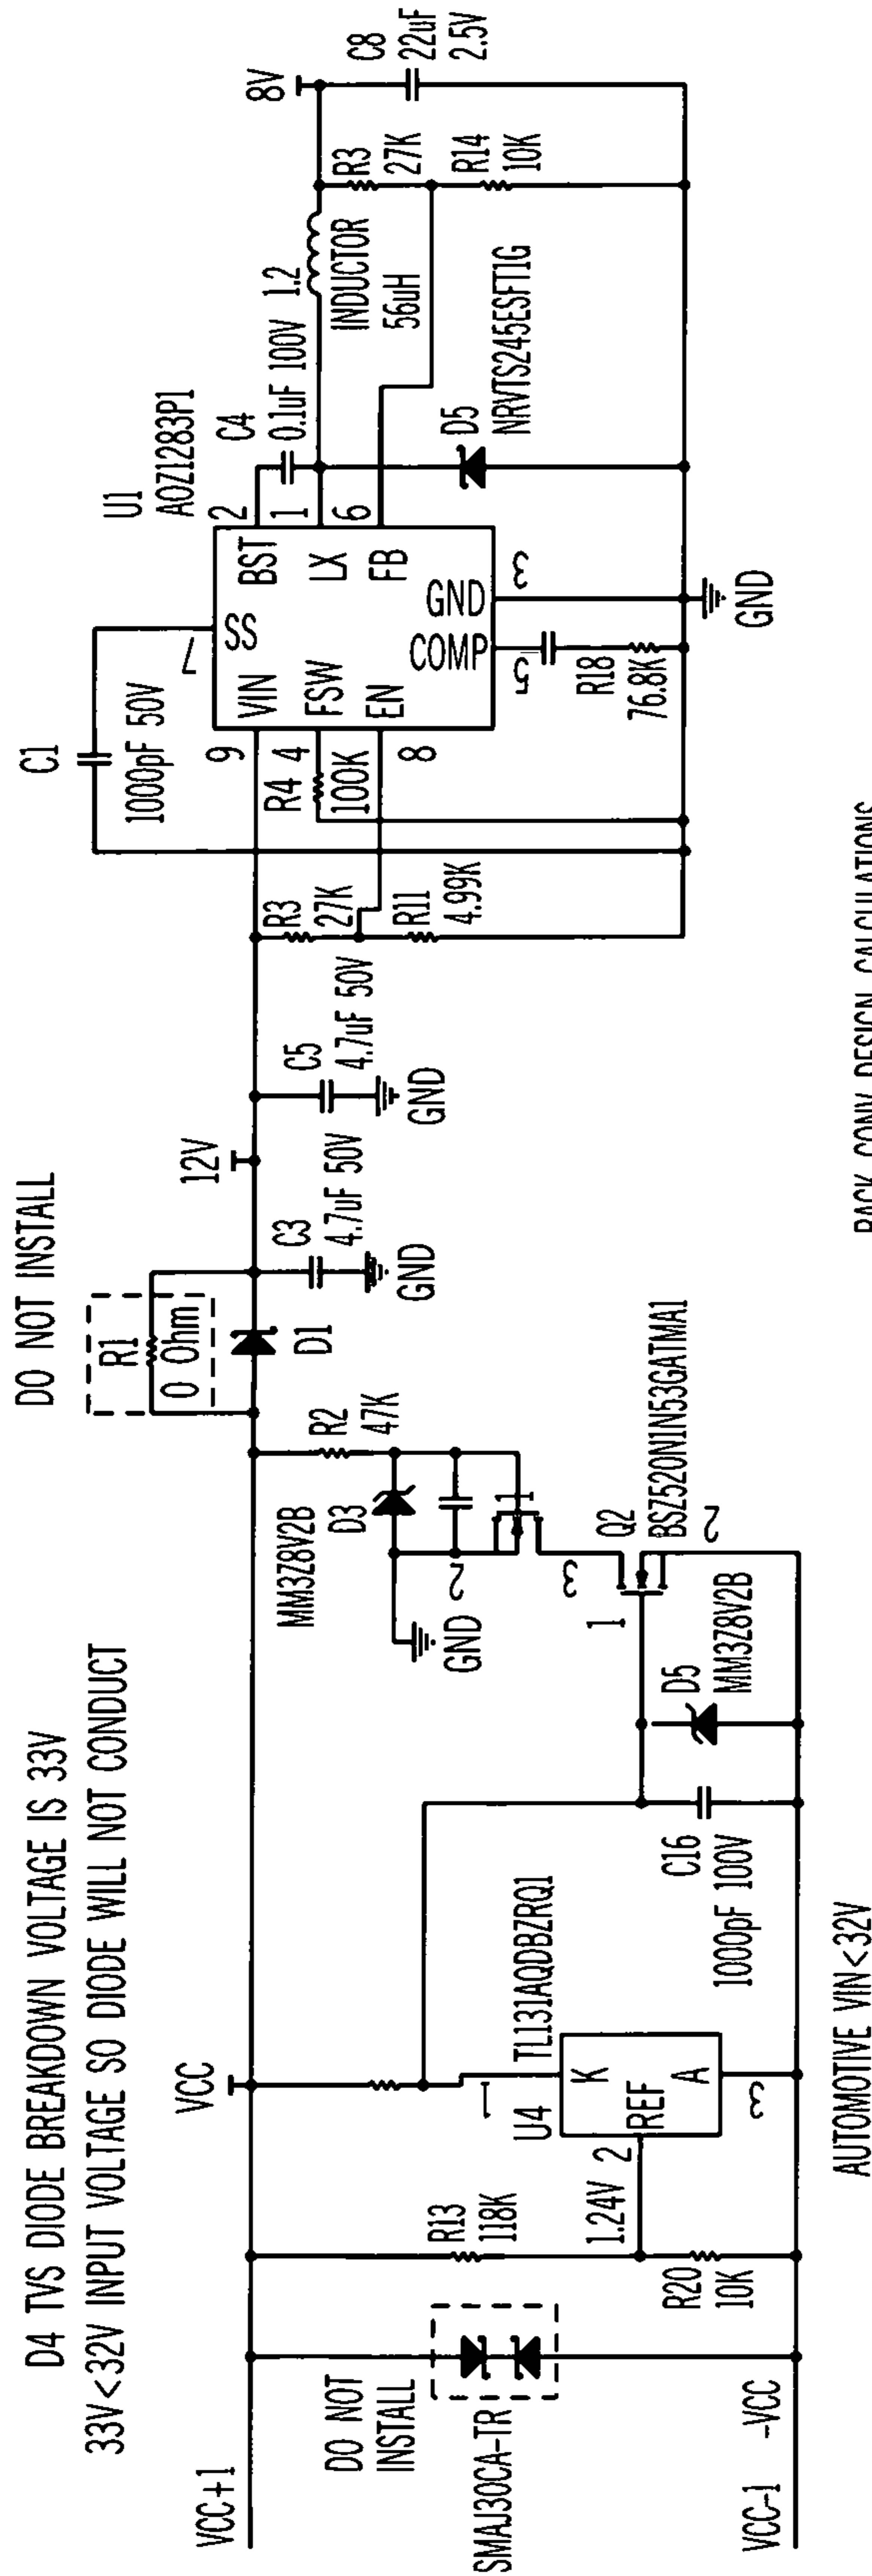 D4 TVS DIODE BREAKDOWN VOLTAGE IS 33V
33V<32V INPUT VOLTAGE SO DIODE WILL NOT CONDUCT
DO NOT INSTALL
VCC+1
VCC
DO NOT
INSTALL
SMAJ30CA-TR
VCC-1 -VCC
R13
118K
1.24V
R20
10K
U4
TL131AQDBZRQ1
1
K
2
REF
A
3
AUTOMOTIVE VIN<32V
C16
1000pF 100V
D5
MM3Z8V2B
1
Q2
BSZ520N1N53GATMA1
2
3
GND
2
1
MM3Z8V2B
D3
R2
47K
R1
0 Ohm
D1
C3
4.7uF 50V
GND
12V
C5
4.7uF 50V
GND
R3
27K
R11
4.99K
C1
1000pF 50V
R4
100K
9
4
8
7
U1
AOZ1283P1
SS
VIN
FSW
EN
BST
LX
FB
GND
COMP
2
1
6
3
5
R18
76.8K
GND
C4
0.1uF 100V
1.2
INDUCTOR
56uH
D5
NRVTS245ESFT1G
8V
R3
27K
R14
10K
C8
22uF
2.5V
BACK CONV DESIGN CALCULATIONS